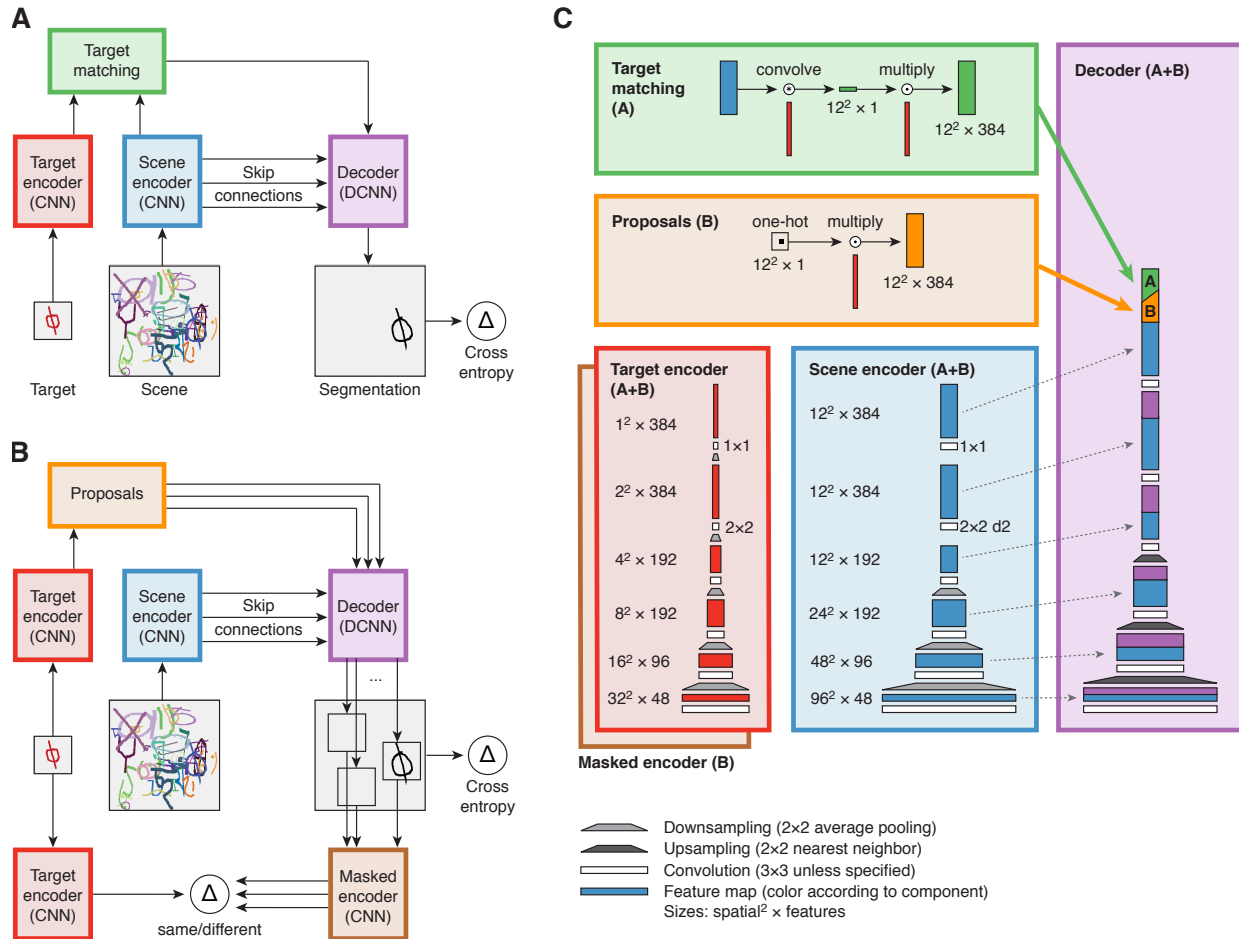 A
Target
matching
Target
encoder
(CNN)
Scene
encoder
(CNN)
Skip
connections
Decoder
(DCNN)
Δ
Cross
entropy
Target
Scene
Segmentation
B
Proposals
Target
encoder
(CNN)
Scene
encoder
(CNN)
Skip
connections
Decoder
(DCNN)
...
Δ
Cross
entropy
Target
encoder
(CNN)
Δ
same/different
Masked
encoder
(CNN)
C
Target
matching
(A)
convolve
multiply
12² × 1
12² × 384
Proposals (B)
one-hot
multiply
12² × 1
12² × 384
Target encoder
(A+B)
1² × 384
1×1
2² × 384
2×2
4² × 192
8² × 192
16² × 96
32² × 48
Masked encoder (B)
Scene encoder (A+B)
12² × 384
1×1
12² × 384
2×2 d2
12² × 192
24² × 192
48² × 96
96² × 48
Decoder (A+B)
A
B
Downsampling (2×2 average pooling)
Upsampling (2×2 nearest neighbor)
Convolution (3×3 unless specified)
Feature map (color according to component)
Sizes: spatial² × features